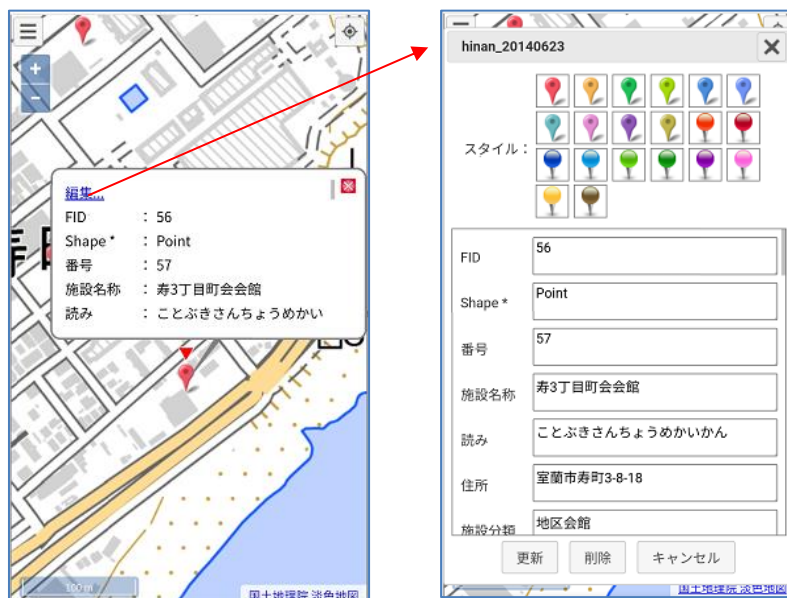 編集...
FID : 56
Shape * : Point
番号 : 57
施設名称 : 寿3丁目町会会館
読み : ことぶきさんちょうめかい
100 m
国土地理院 淡色地図
hinan_20140623
スタイル :
FID 56
Shape * Point
番号 57
施設名称 寿3丁目町会会館
読み ことぶきさんちょうめかいかん
住所 室蘭市寿町3-8-18
施設分類 地区会館
更新 削除 キャンセル
国土地理院 淡色地図